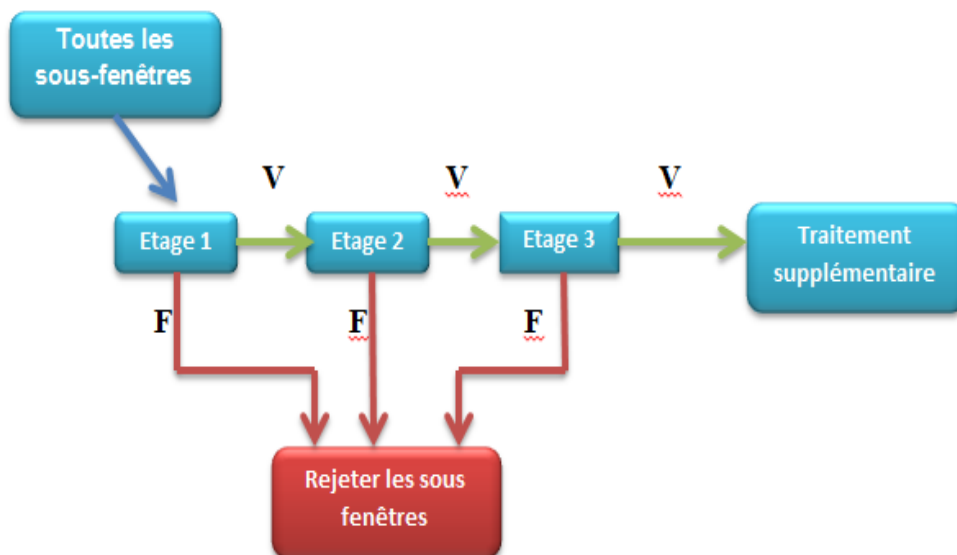 Toutes les
sous-fenêtres
V
V
V
Etage 1
Etage 2
Etage 3
Traitement
supplémentaire
F
F
F
Rejeter les sous
fenêtres